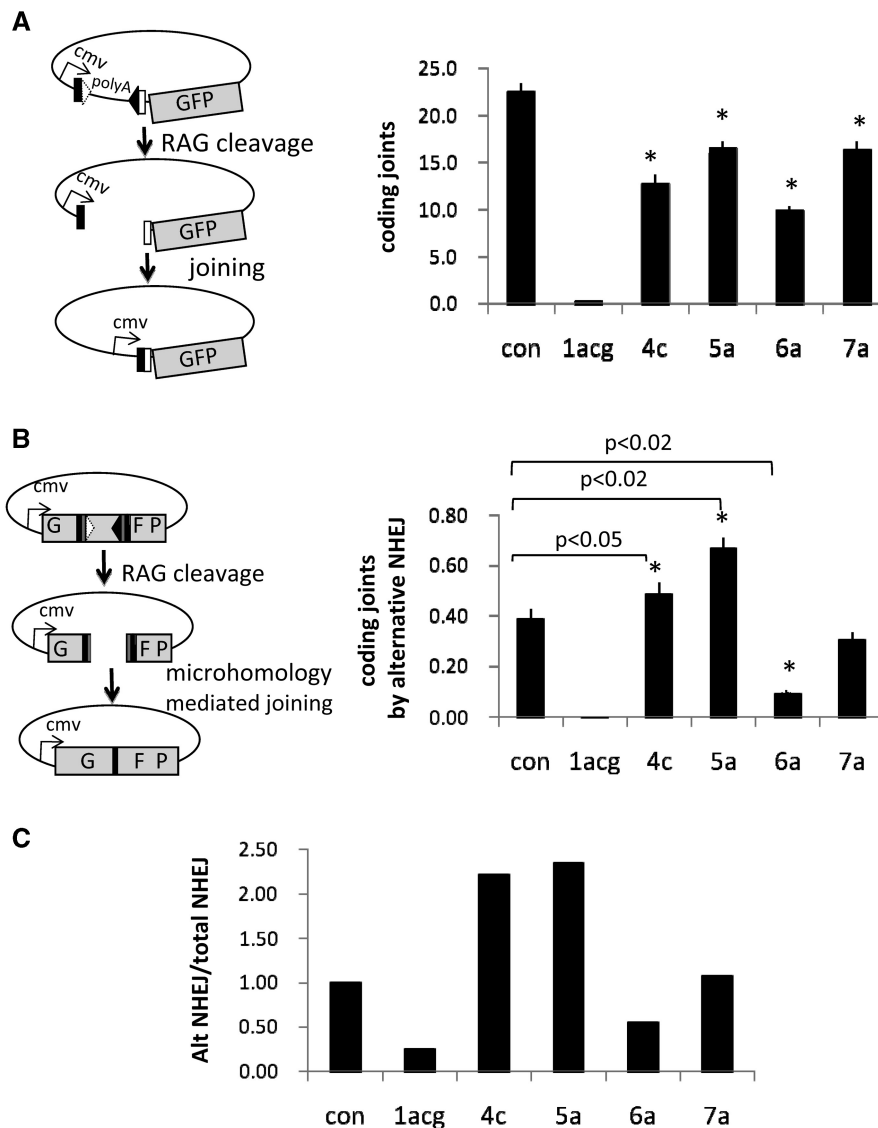 A
cmv
polyA
GFP
RAG cleavage
cmv
GFP
joining
cmv
GFP
coding joints
25.0
20.0
15.0
10.0
5.0
0.0
*
*
*
*
con 1acg 4c 5a 6a 7a
B
cmv
G F P
RAG cleavage
cmv
G F P
microhomology
mediated joining
cmv
G F P
p<0.02
p<0.02
p<0.05
coding joints
by alternative NHEJ
0.80
0.60
0.40
0.20
0.00
*
*
*
con 1acg 4c 5a 6a 7a
C
Alt NHEJ/total NHEJ
2.50
2.00
1.50
1.00
0.50
0.00
con 1acg 4c 5a 6a 7a